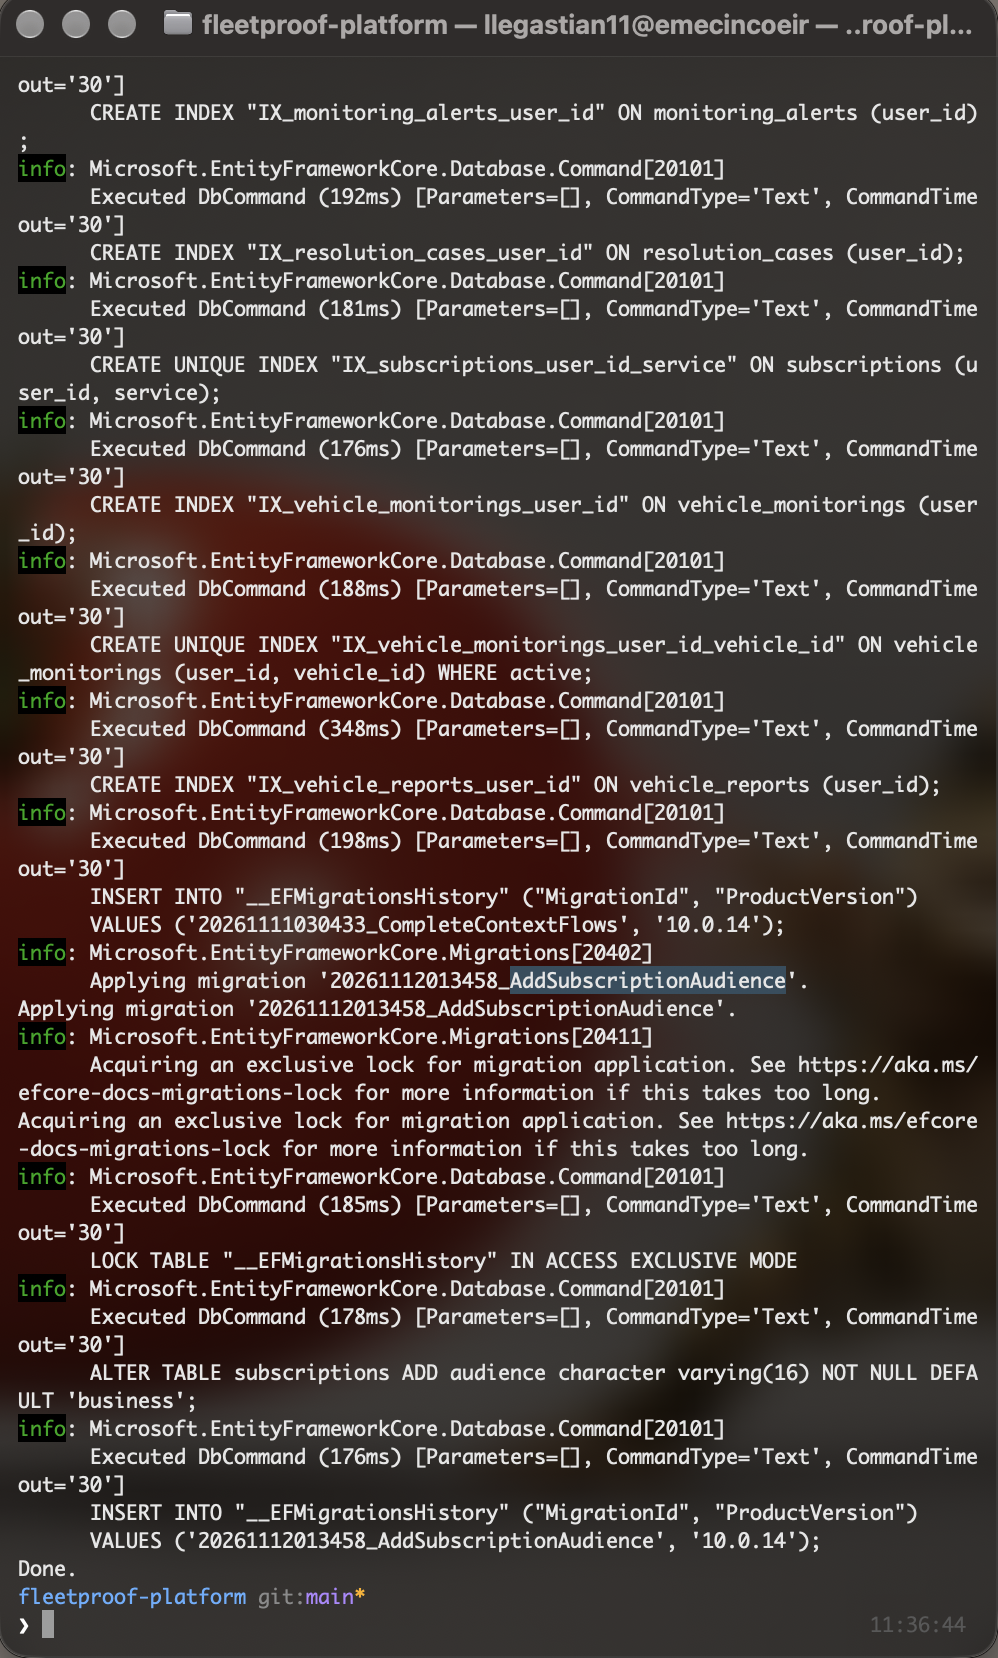 fleetproof-platform — llegastian11@emecincoeir — ..roof-pl...
out='30']
      CREATE INDEX "IX_monitoring_alerts_user_id" ON monitoring_alerts (user_id)
;
info: Microsoft.EntityFrameworkCore.Database.Command[20101]
      Executed DbCommand (192ms) [Parameters=[], CommandType='Text', CommandTime
out='30']
      CREATE INDEX "IX_resolution_cases_user_id" ON resolution_cases (user_id);
info: Microsoft.EntityFrameworkCore.Database.Command[20101]
      Executed DbCommand (181ms) [Parameters=[], CommandType='Text', CommandTime
out='30']
      CREATE UNIQUE INDEX "IX_subscriptions_user_id_service" ON subscriptions (u
ser_id, service);
info: Microsoft.EntityFrameworkCore.Database.Command[20101]
      Executed DbCommand (176ms) [Parameters=[], CommandType='Text', CommandTime
out='30']
      CREATE INDEX "IX_vehicle_monitorings_user_id" ON vehicle_monitorings (user
_id);
info: Microsoft.EntityFrameworkCore.Database.Command[20101]
      Executed DbCommand (188ms) [Parameters=[], CommandType='Text', CommandTime
out='30']
      CREATE UNIQUE INDEX "IX_vehicle_monitorings_user_id_vehicle_id" ON vehicle
_monitorings (user_id, vehicle_id) WHERE active;
info: Microsoft.EntityFrameworkCore.Database.Command[20101]
      Executed DbCommand (348ms) [Parameters=[], CommandType='Text', CommandTime
out='30']
      CREATE INDEX "IX_vehicle_reports_user_id" ON vehicle_reports (user_id);
info: Microsoft.EntityFrameworkCore.Database.Command[20101]
      Executed DbCommand (198ms) [Parameters=[], CommandType='Text', CommandTime
out='30']
      INSERT INTO "__EFMigrationsHistory" ("MigrationId", "ProductVersion")
      VALUES ('20261111030433_CompleteContextFlows', '10.0.14');
info: Microsoft.EntityFrameworkCore.Migrations[20402]
      Applying migration '20261112013458_AddSubscriptionAudience'.
Applying migration '20261112013458_AddSubscriptionAudience'.
info: Microsoft.EntityFrameworkCore.Migrations[20411]
      Acquiring an exclusive lock for migration application. See https://aka.ms/
efcore-docs-migrations-lock for more information if this takes too long.
Acquiring an exclusive lock for migration application. See https://aka.ms/efcore
-docs-migrations-lock for more information if this takes too long.
info: Microsoft.EntityFrameworkCore.Database.Command[20101]
      Executed DbCommand (185ms) [Parameters=[], CommandType='Text', CommandTime
out='30']
      LOCK TABLE "__EFMigrationsHistory" IN ACCESS EXCLUSIVE MODE
info: Microsoft.EntityFrameworkCore.Database.Command[20101]
      Executed DbCommand (178ms) [Parameters=[], CommandType='Text', CommandTime
out='30']
      ALTER TABLE subscriptions ADD audience character varying(16) NOT NULL DEFA
ULT 'business';
info: Microsoft.EntityFrameworkCore.Database.Command[20101]
      Executed DbCommand (176ms) [Parameters=[], CommandType='Text', CommandTime
out='30']
      INSERT INTO "__EFMigrationsHistory" ("MigrationId", "ProductVersion")
      VALUES ('20261112013458_AddSubscriptionAudience', '10.0.14');
Done.
fleetproof-platform git:main*
❯ 11:36:44